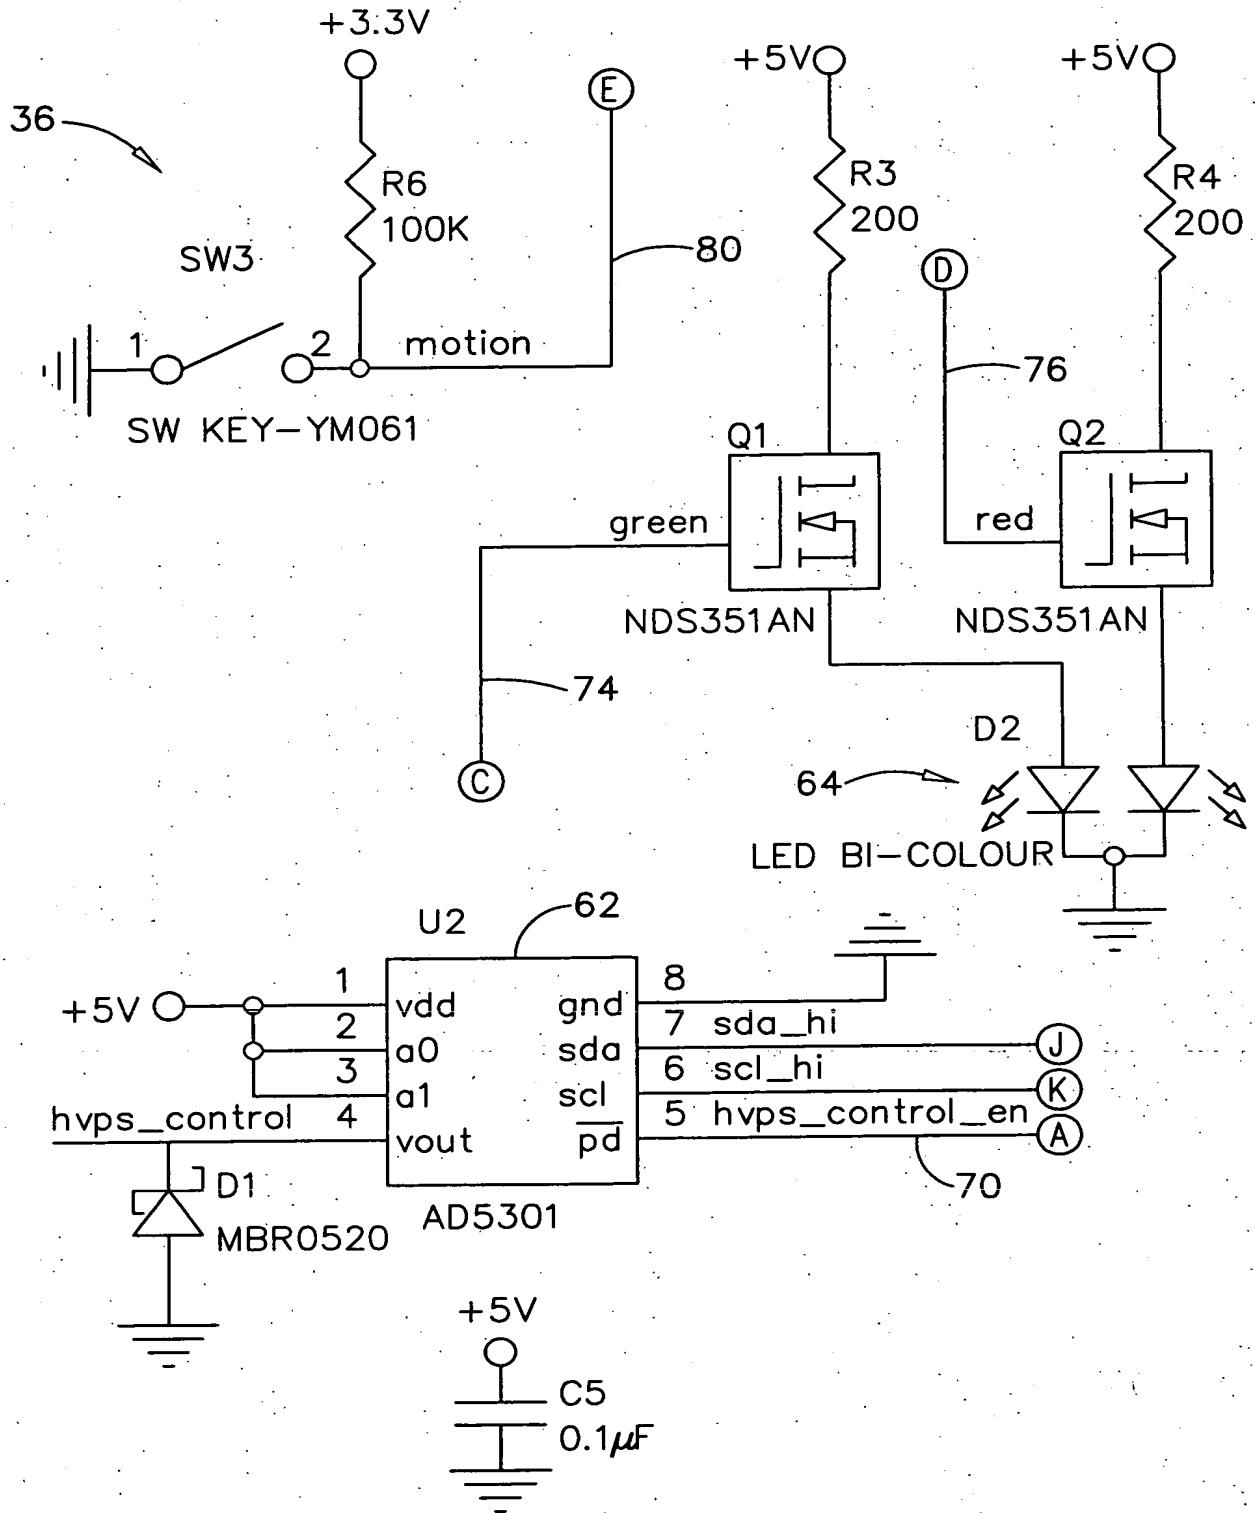 +3.3V
+5V
+5V
E
36
R6
100K
R3
200
R4
200
SW3
80
D
1
2
motion
76
SW KEY-YM061
Q1
Q2
green
red
NDS351AN
NDS351AN
74
D2
C
64
LED BI-COLOUR
U2
62
+5V
1
vdd
gnd
8
2
a0
sda
7
sda_hi
J
3
a1
scl
6
scl_hi
K
hvps_control
4
vout
pd
5
hvps_control_en
A
D1
MBR0520
AD5301
70
+5V
C5
0.1µF